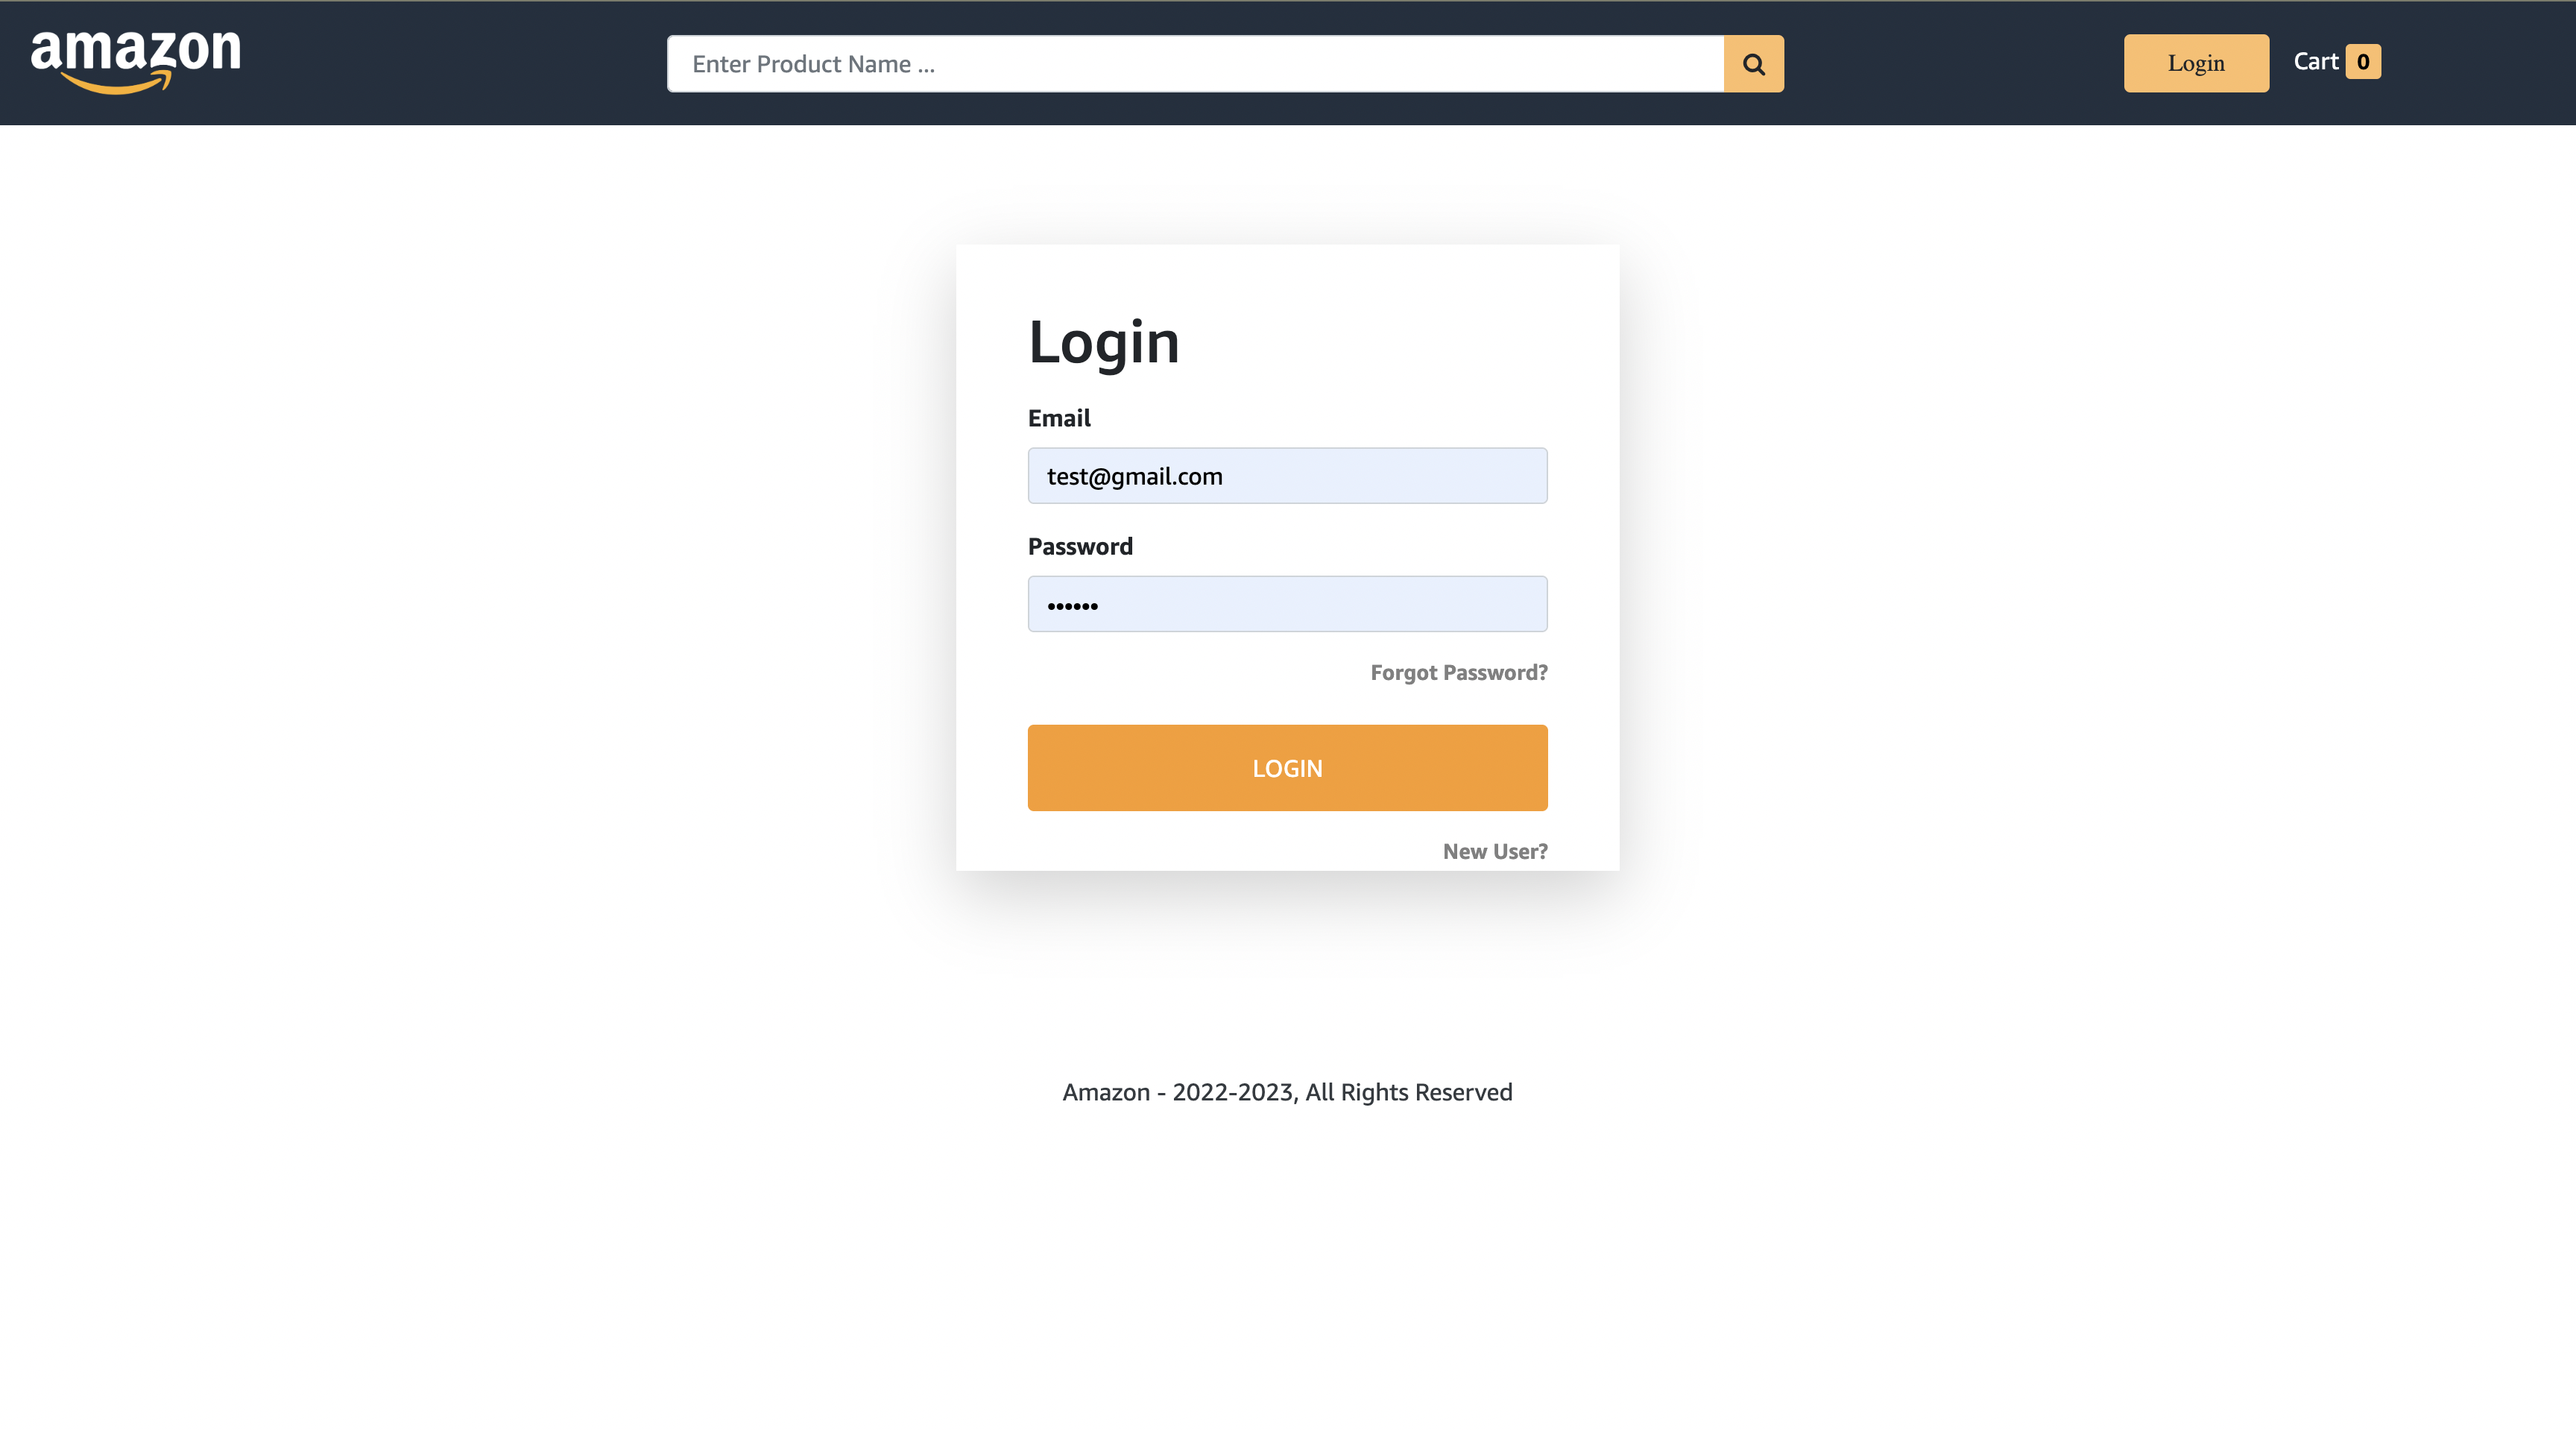 amazon
Enter Product Name ...
Login
Cart 0
Login
Email
test@gmail.com
Password
••••••
Forgot Password?
LOGIN
New User?
Amazon - 2022-2023, All Rights Reserved